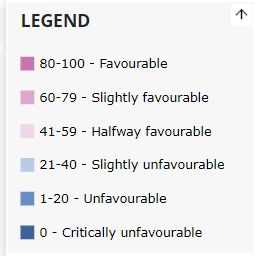 LEGEND
80-100 - Favourable
60-79 - Slightly favourable
41-59 - Halfway favourable
21-40 - Slightly unfavourable
1-20 - Unfavourable
0 - Critically unfavourable